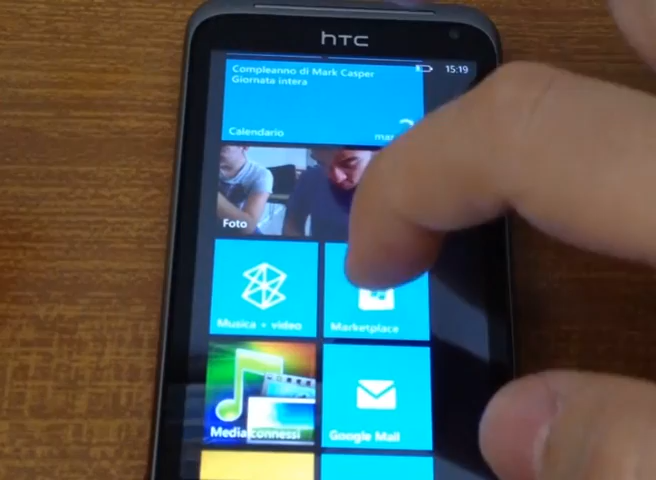 hTC
15:19
Compleanno di Mark Casper
Giornata intera
Calendario
Foto
Musica + video
Marketplace
Media connessi
Google Mail